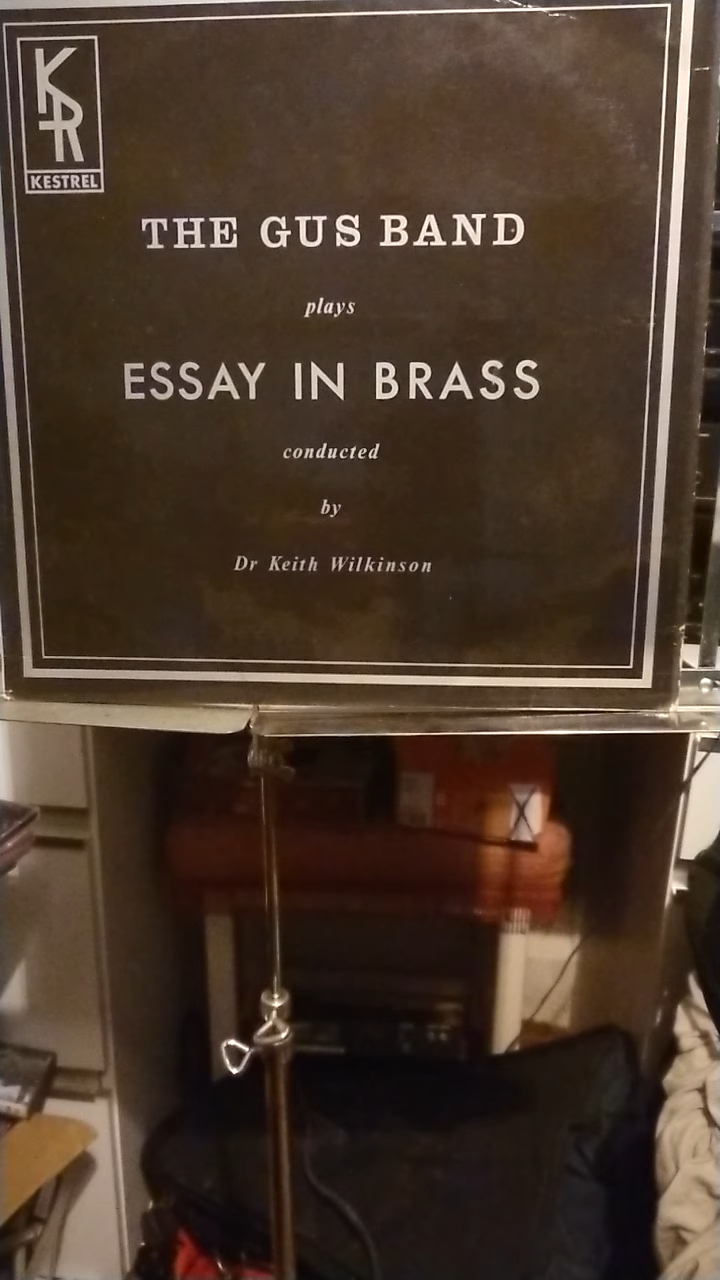 KR
KESTREL
THE GUS BAND
plays
ESSAY IN BRASS
conducted
by
Dr Keith Wilkinson